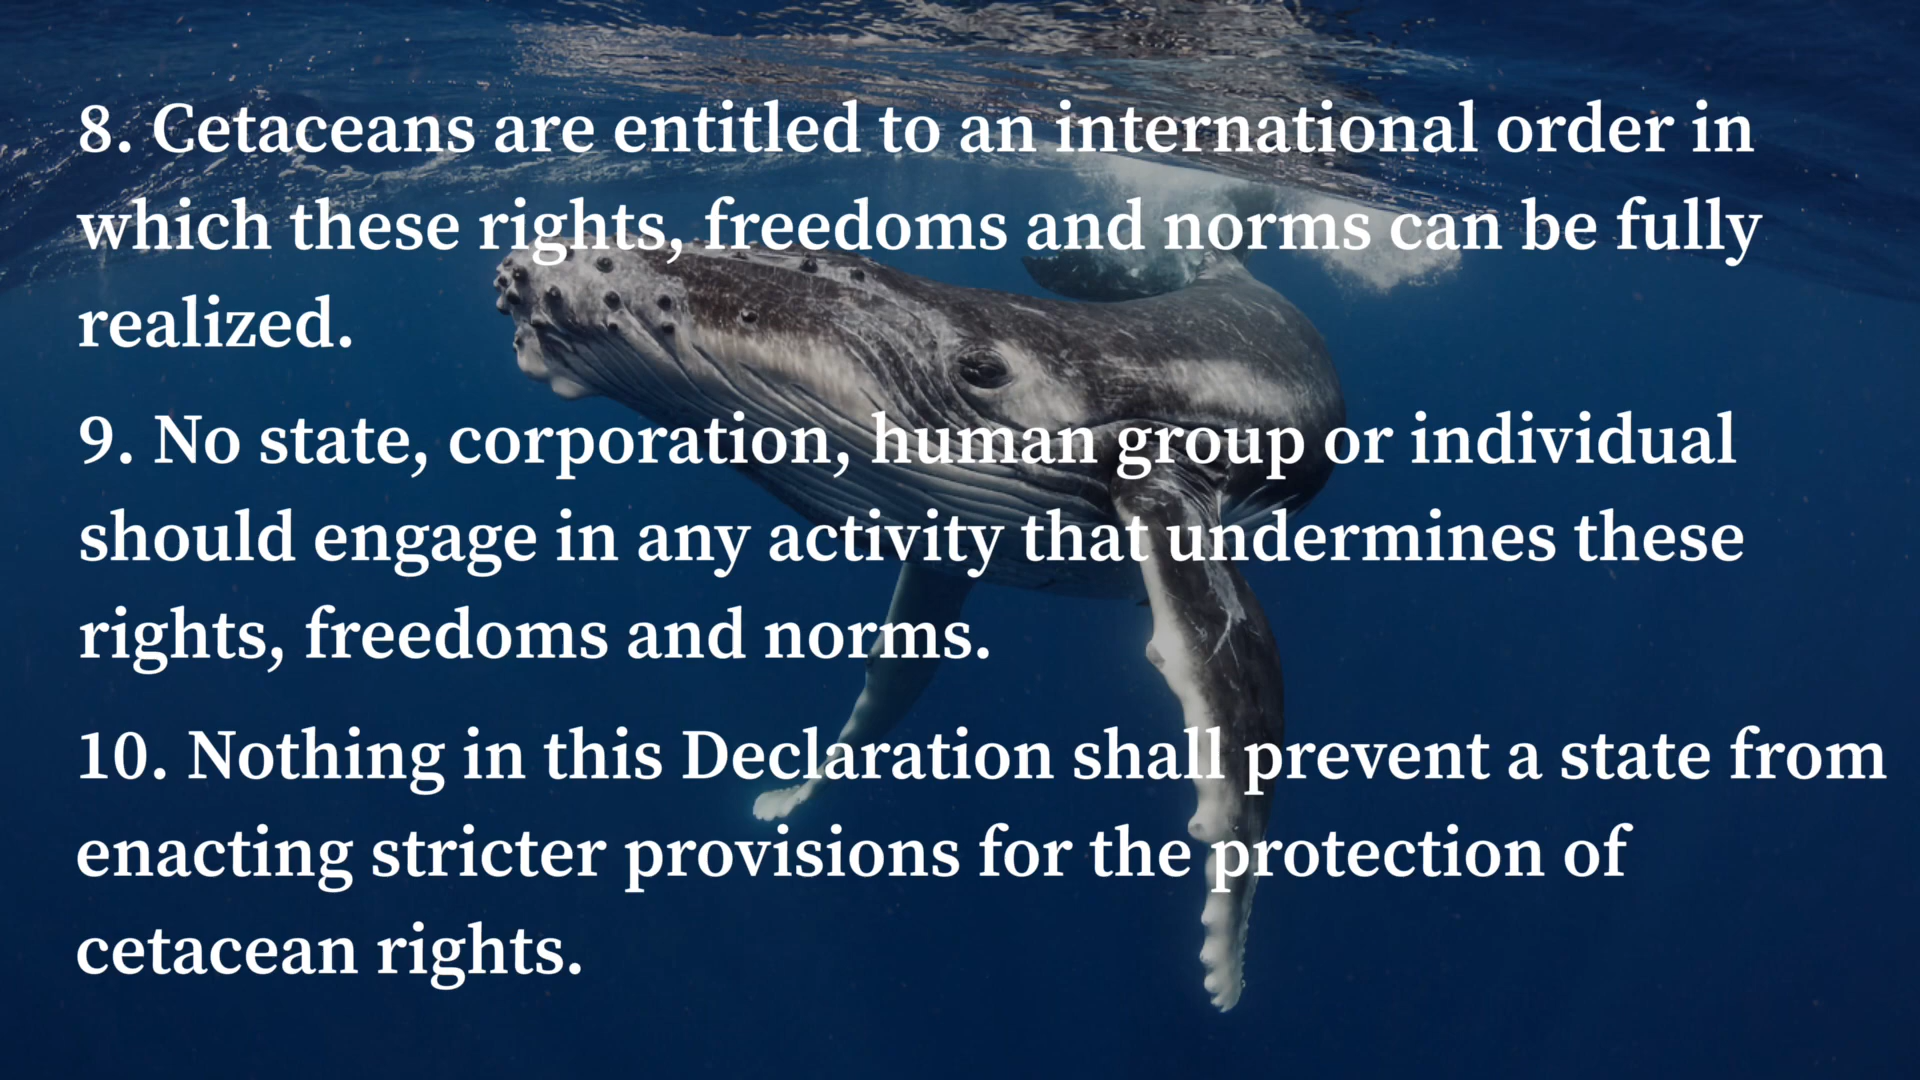 8. Cetaceans are entitled to an international order in
which these rights, freedoms and norms can be fully
realized.
9. No state, corporation, human group or individual
should engage in any activity that undermines these
rights, freedoms and norms.
10. Nothing in this Declaration shall prevent a state from
enacting stricter provisions for the protection of
cetacean rights.